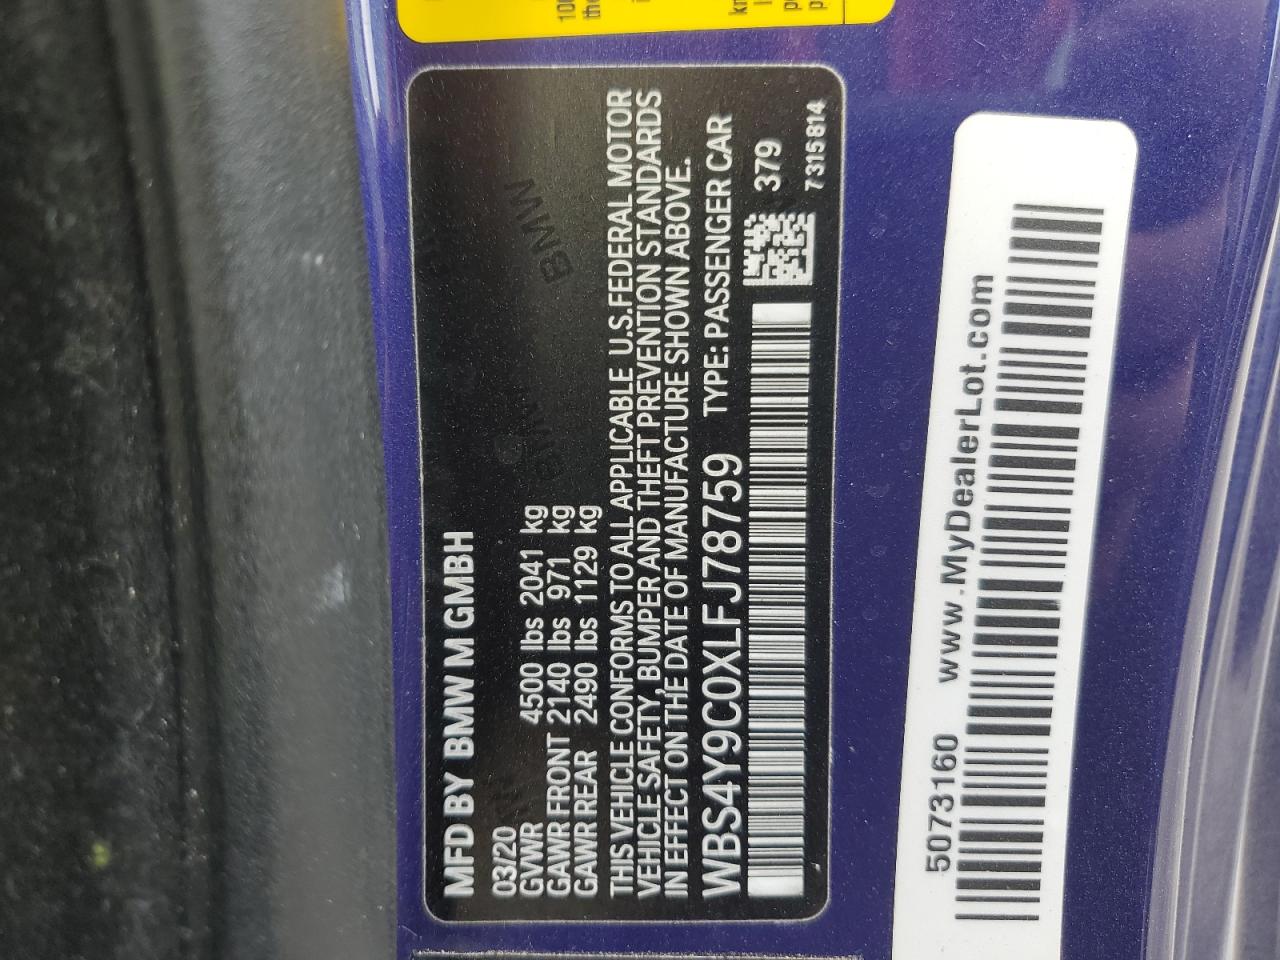 MFD BY BMW M GMBH
03/20
GVWR 4500 lbs 2041 kg
GAWR FRONT 2140 lbs 971 kg
GAWR REAR 2490 lbs 1129 kg
THIS VEHICLE CONFORMS TO ALL APPLICABLE U.S.FEDERAL MOTOR
VEHICLE SAFETY, BUMPER AND THEFT PREVENTION STANDARDS
IN EFFECT ON THE DATE OF MANUFACTURE SHOWN ABOVE.
WBS4Y9C0XLFJ78759 TYPE: PASSENGER CAR
379
7315814
BMW
BMW
5073160 www.MyDealerLot.com